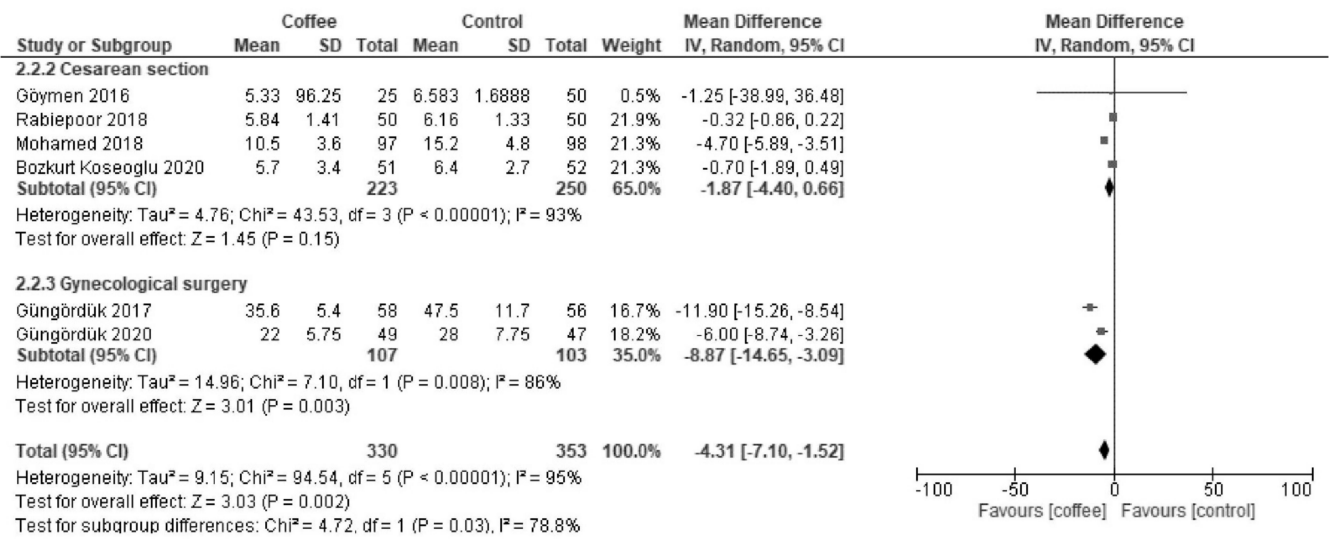 Coffee Control Mean Difference Mean Difference
Study or Subgroup Mean SD Total Mean SD Total Weight IV, Random, 95% CI IV, Random, 95% CI
2.2.2 Cesarean section
Göymen 2016 5.33 96.25 25 6.583 1.6888 50 0.5% -1.25 [-38.99, 36.48]
Rabiepoor 2018 5.84 1.41 50 6.16 1.33 50 21.9% -0.32 [-0.86, 0.22]
Mohamed 2018 10.5 3.6 97 15.2 4.8 98 21.3% -4.70 [-5.89, -3.51]
Bozkurt Koseoglu 2020 5.7 3.4 51 6.4 2.7 52 21.3% -0.70 [-1.89, 0.49]
Subtotal (95% CI) 223 250 65.0% -1.87 [-4.40, 0.66]
Heterogeneity: Tau² = 4.76; Chi² = 43.53, df = 3 (P < 0.00001); I² = 93%
Test for overall effect: Z = 1.45 (P = 0.15)
2.2.3 Gynecological surgery
Güngördük 2017 35.6 5.4 58 47.5 11.7 56 16.7% -11.90 [-15.26, -8.54]
Güngördük 2020 22 5.75 49 28 7.75 47 18.2% -6.00 [-8.74, -3.26]
Subtotal (95% CI) 107 103 35.0% -8.87 [-14.65, -3.09]
Heterogeneity: Tau² = 14.96; Chi² = 7.10, df = 1 (P = 0.008); I² = 86%
Test for overall effect: Z = 3.01 (P = 0.003)
Total (95% CI) 330 353 100.0% -4.31 [-7.10, -1.52]
Heterogeneity: Tau² = 9.15; Chi² = 94.54, df = 5 (P < 0.00001); I² = 95%
Test for overall effect: Z = 3.03 (P = 0.002)
Test for subgroup differences: Chi² = 4.72, df = 1 (P = 0.03), I² = 78.8%
-100 -50 0 50 100
Favours [coffee] Favours [control]